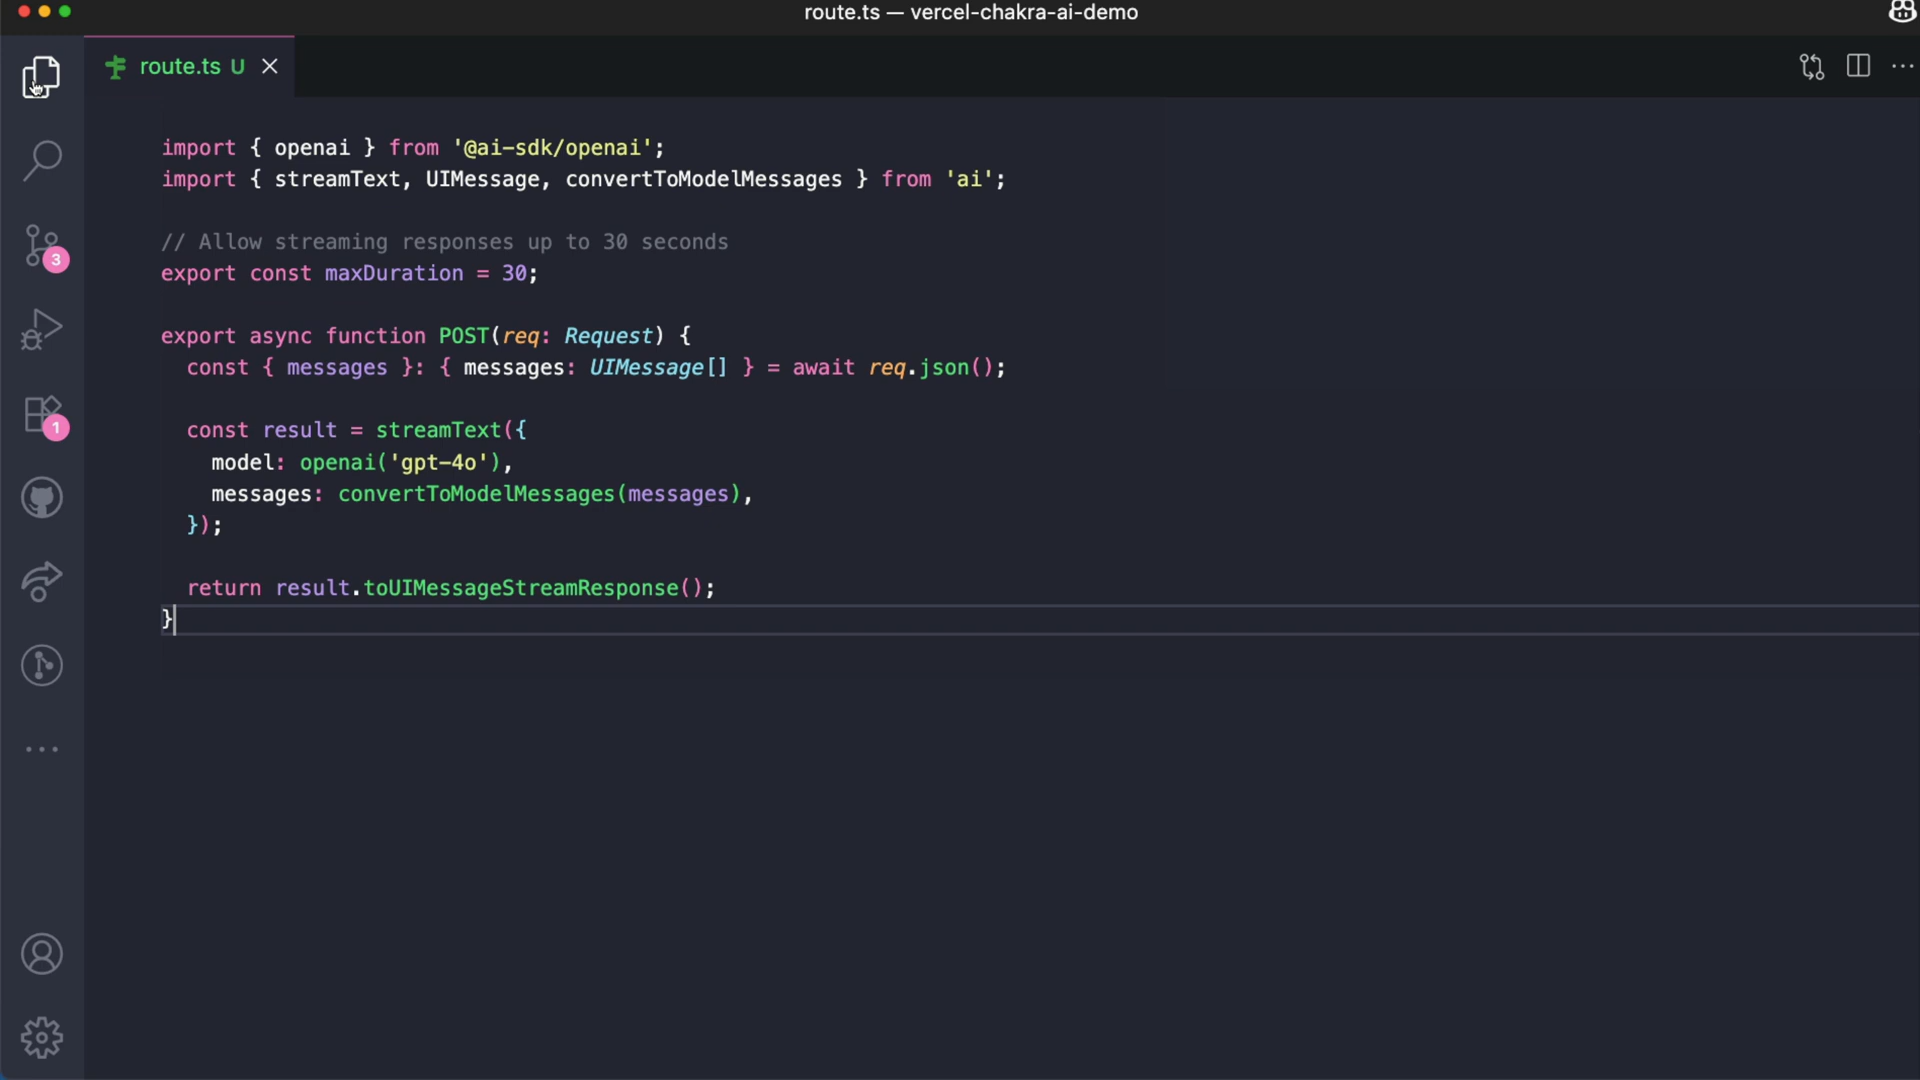 route.ts — vercel-chakra-ai-demo
route.ts U
import { openai } from '@ai-sdk/openai';
import { streamText, UIMessage, convertToModelMessages } from 'ai';
// Allow streaming responses up to 30 seconds
export const maxDuration = 30;
export async function POST(req: Request) {
  const { messages }: { messages: UIMessage[] } = await req.json();
  const result = streamText({
    model: openai('gpt-4o'),
    messages: convertToModelMessages(messages),
  });
  return result.toUIMessageStreamResponse();
}
3
1